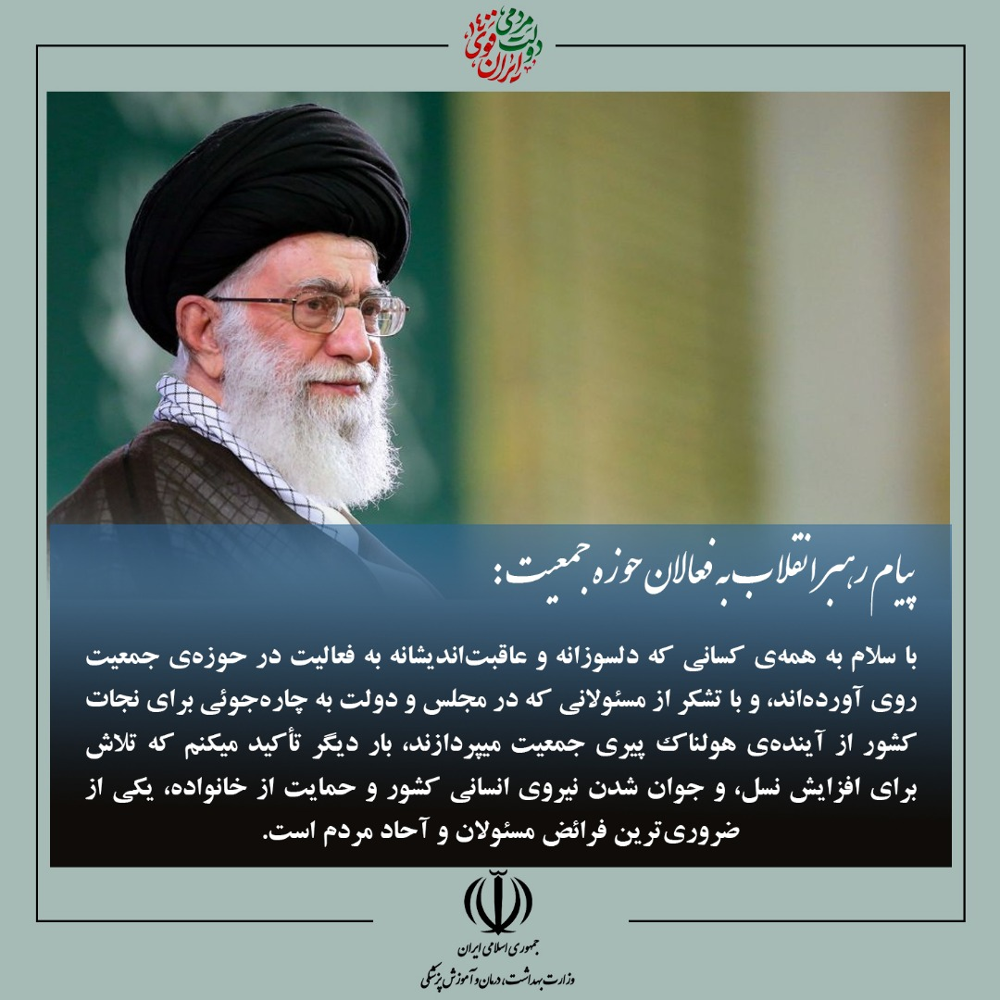 دولت مردمی
ایران قوی
پیام رهبر انقلاب به فعالان حوزه جمعیت:
با سلام به همه‌ی کسانی که دلسوزانه و عاقبت‌اندیشانه به فعالیت در حوزه‌ی جمعیت
روی آورده‌اند، و با تشکر از مسئولانی که در مجلس و دولت به چاره‌جوئی برای نجات
کشور از آینده‌ی هولناک پیری جمعیت میپردازند، بار دیگر تأکید میکنم که تلاش
برای افزایش نسل، و جوان شدن نیروی انسانی کشور و حمایت از خانواده، یکی از
ضروری‌ترین فرائض مسئولان و آحاد مردم است.
جمهوری اسلامی ایران
وزارت بهداشت، درمان و آموزش پزشکی